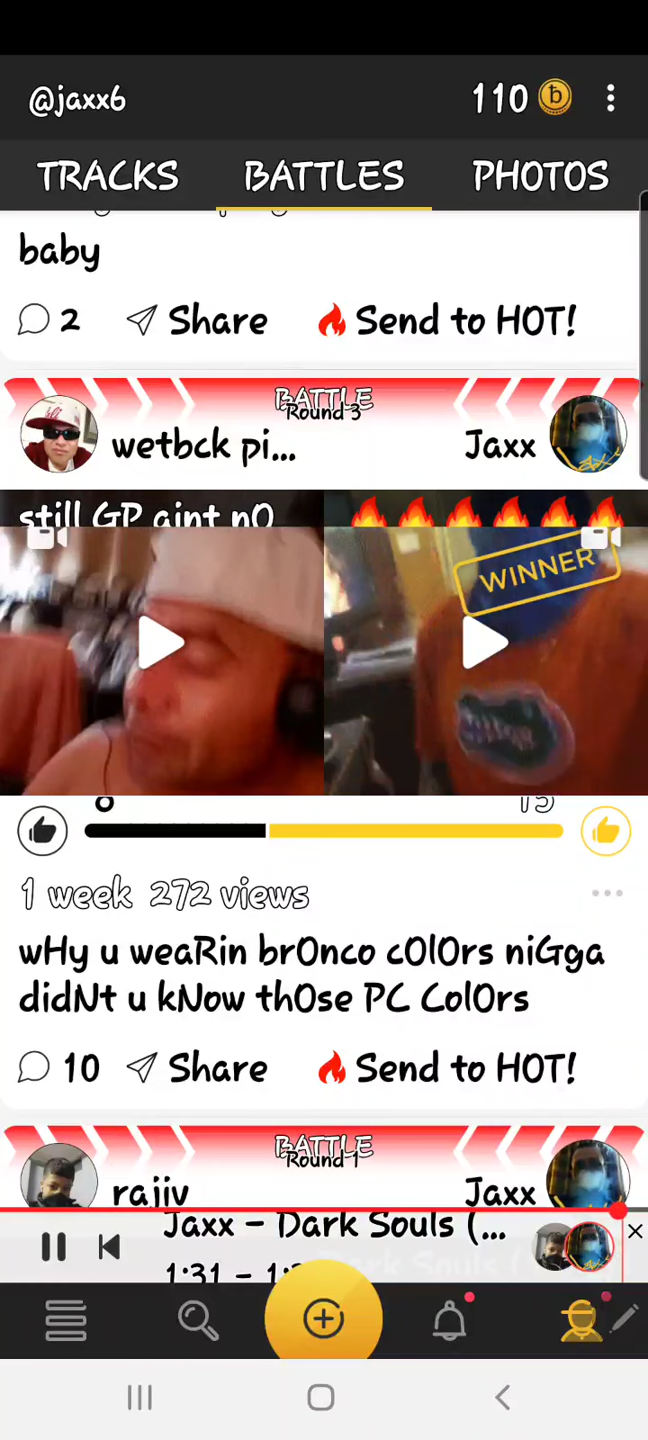 @jaxx6
110
TRACKS BATTLES PHOTOS
baby
2 Share Send to HOT!
BATTLE
Round-3
wetbck pi... Jaxx
still GP aint nO
WINNER
15
1 week 272 views
wHy u weaRin brOnco cOlOrs niGga
didNt u kNow thOse PC ColOrs
10 Share Send to HOT!
BATTLE
Round-1
rajiv Jaxx
Jaxx – Dark Souls (...
1:31 –